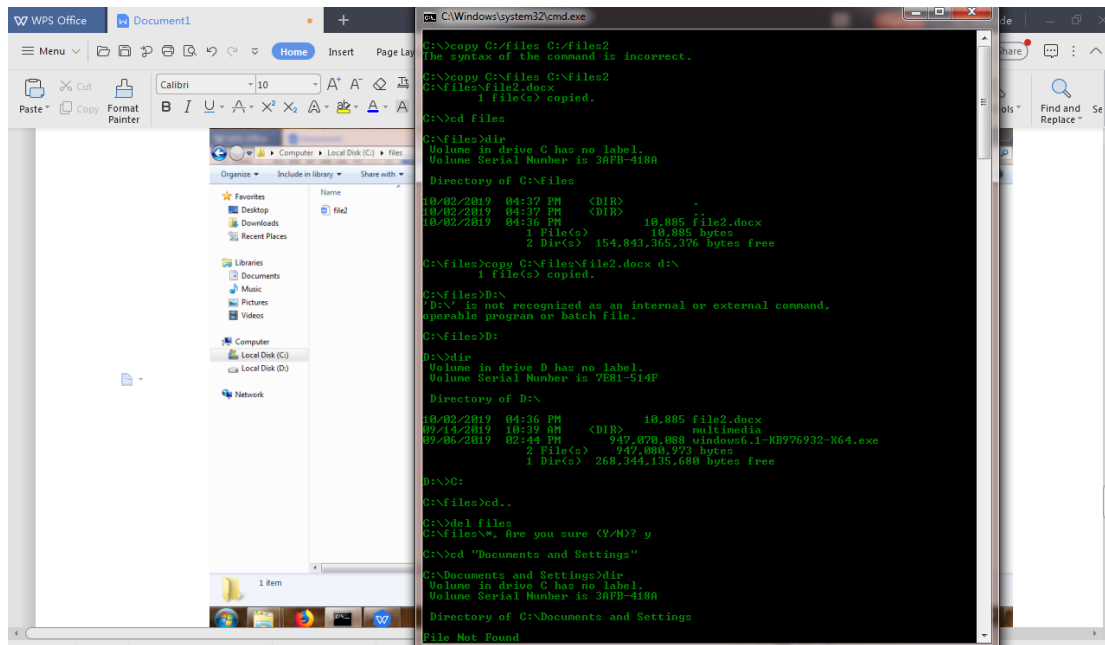 WPS Office
Document1
+
Menu
Home
Insert
Page Lay
Share
Paste
Cut
Copy
Format
Painter
Calibri
10
Find and
Replace
Se
ols
Computer
Local Disk (C:)
files
Organize
Include in library
Share with
Name
Favorites
Desktop
Downloads
Recent Places
file2
Libraries
Documents
Music
Pictures
Videos
Computer
Local Disk (C:)
Local Disk (D:)
Network
1 item
C:\Windows\system32\cmd.exe
C:\>copy C:/files C:/files2
The syntax of the command is incorrect.
C:\>copy C:\files C:\files2
C:\files\file2.docx
1 file(s) copied.
C:\>cd files
C:\files>dir
Volume in drive C has no label.
Volume Serial Number is 3AFB-418A
Directory of C:\files
10/02/2019 04:37 PM <DIR> .
10/02/2019 04:37 PM <DIR> ..
10/02/2019 04:36 PM 10,885 file2.docx
1 File(s) 10,885 bytes
2 Dir(s) 154,843,365,376 bytes free
C:\files>copy C:\files\file2.docx d:\
1 file(s) copied.
C:\files>D:\
'D:\' is not recognized as an internal or external command,
operable program or batch file.
C:\files>D:
D:\>dir
Volume in drive D has no label.
Volume Serial Number is 7E81-514F
Directory of D:\
10/02/2019 04:36 PM 10,885 file2.docx
09/14/2019 10:39 AM <DIR> multimedia
09/06/2019 02:44 PM 947,070,088 windows6.1-KB976932-X64.exe
2 File(s) 947,080,973 bytes
1 Dir(s) 268,344,135,680 bytes free
D:\>C:
C:\files>cd..
C:\>del files
C:\files\*, Are you sure (Y/N)? y
C:\>cd "Documents and Settings"
C:\Documents and Settings>dir
Volume in drive C has no label.
Volume Serial Number is 3AFB-418A
Directory of C:\Documents and Settings
File Not Found